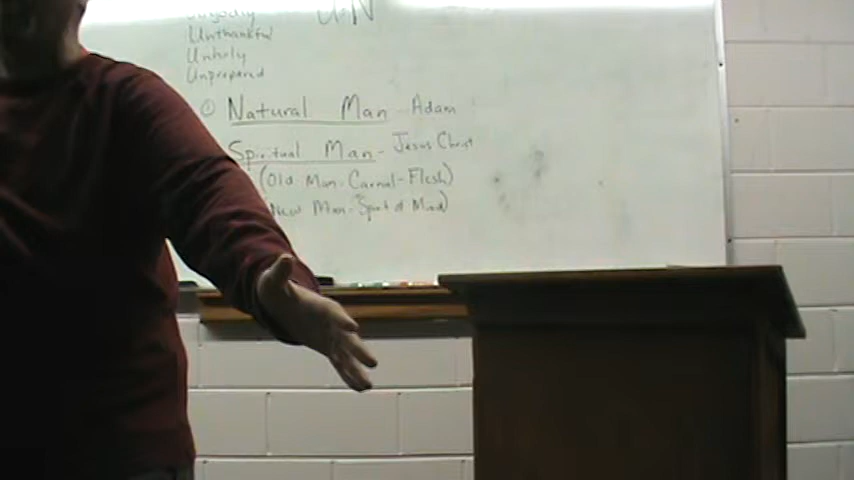 UN
Unthankful
Unholy
Unprepared
① Natural Man - Adam
Spiritual Man - Jesus Christ
(Old Man - Carnal - Flesh)
New Man - Spirit of Mind)